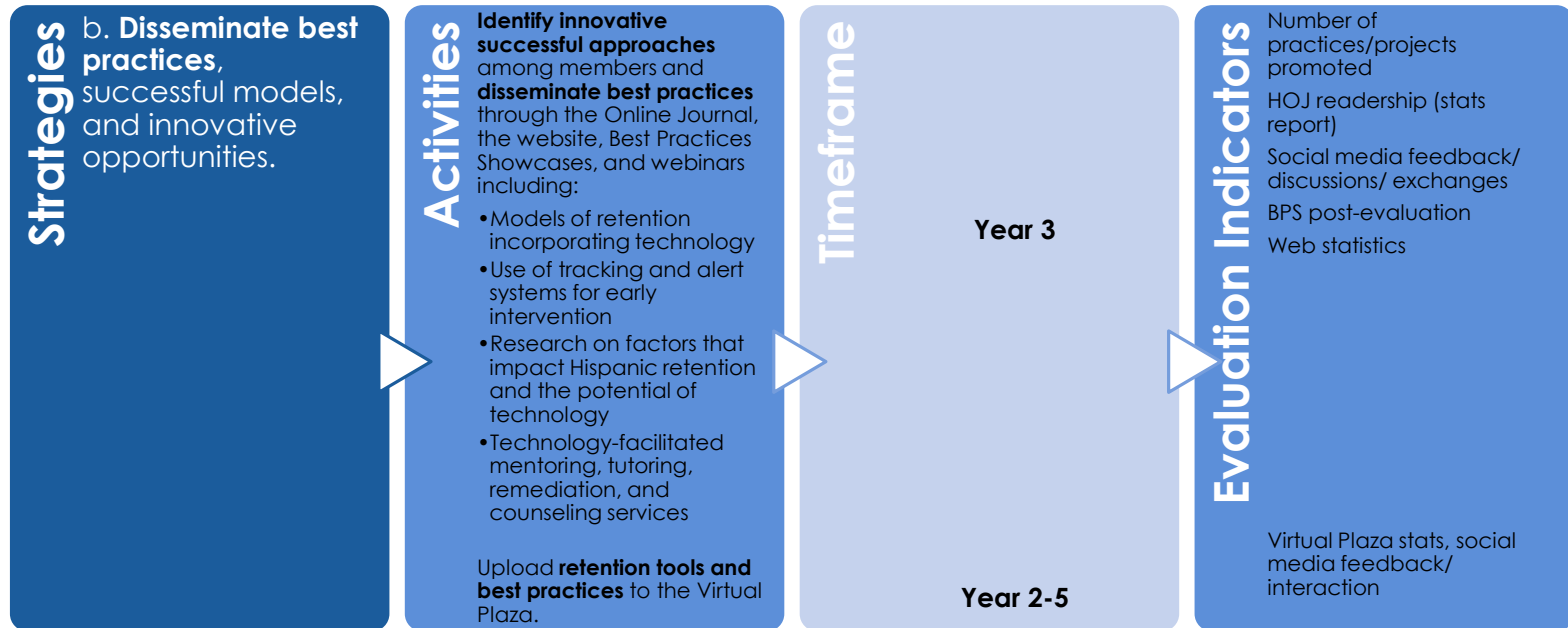 Strategies
b. Disseminate best
practices,
successful models,
and innovative
opportunities.
Activities
Identify innovative
successful approaches
among members and
disseminate best practices
through the Online Journal,
the website, Best Practices
Showcases, and webinars
including:
•Models of retention
incorporating technology
•Use of tracking and alert
systems for early
intervention
•Research on factors that
impact Hispanic retention
and the potential of
technology
•Technology-facilitated
mentoring, tutoring,
remediation, and
counseling services
Upload retention tools and
best practices to the Virtual
Plaza.
Timeframe
Year 3
Year 2-5
Evaluation Indicators
Number of
practices/projects
promoted
HOJ readership (stats
report)
Social media feedback/
discussions/ exchanges
BPS post-evaluation
Web statistics
Virtual Plaza stats, social
media feedback/
interaction